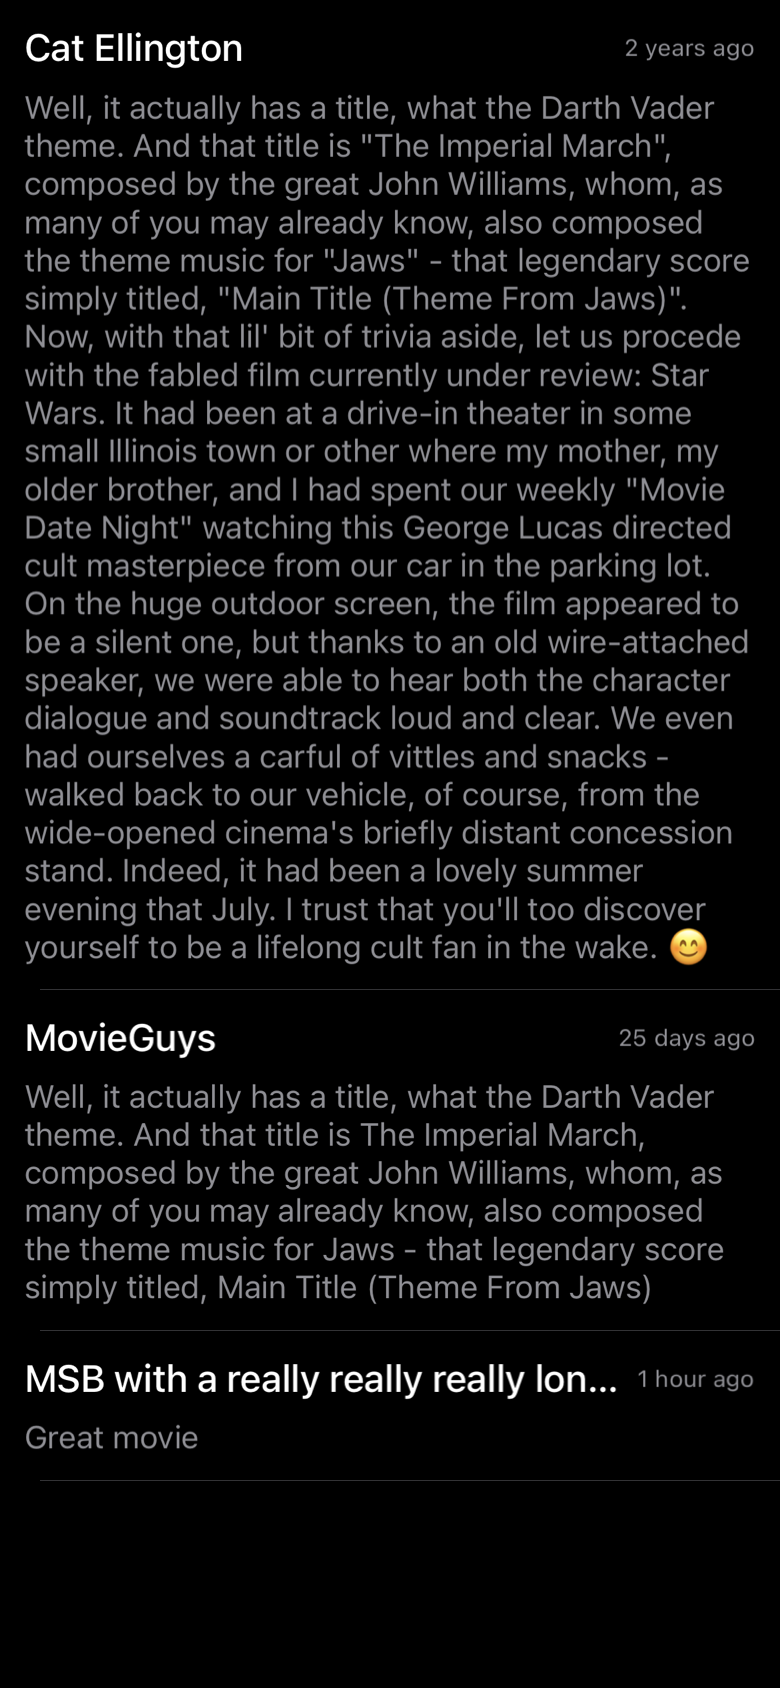 Cat Ellington
2 years ago
Well, it actually has a title, what the Darth Vader
theme. And that title is "The Imperial March",
composed by the great John Williams, whom, as
many of you may already know, also composed
the theme music for "Jaws" - that legendary score
simply titled, "Main Title (Theme From Jaws)".
Now, with that lil' bit of trivia aside, let us procede
with the fabled film currently under review: Star
Wars. It had been at a drive-in theater in some
small Illinois town or other where my mother, my
older brother, and I had spent our weekly "Movie
Date Night" watching this George Lucas directed
cult masterpiece from our car in the parking lot.
On the huge outdoor screen, the film appeared to
be a silent one, but thanks to an old wire-attached
speaker, we were able to hear both the character
dialogue and soundtrack loud and clear. We even
had ourselves a carful of vittles and snacks -
walked back to our vehicle, of course, from the
wide-opened cinema's briefly distant concession
stand. Indeed, it had been a lovely summer
evening that July. I trust that you'll too discover
yourself to be a lifelong cult fan in the wake. 😊
MovieGuys
25 days ago
Well, it actually has a title, what the Darth Vader
theme. And that title is The Imperial March,
composed by the great John Williams, whom, as
many of you may already know, also composed
the theme music for Jaws - that legendary score
simply titled, Main Title (Theme From Jaws)
MSB with a really really really lon...
1 hour ago
Great movie